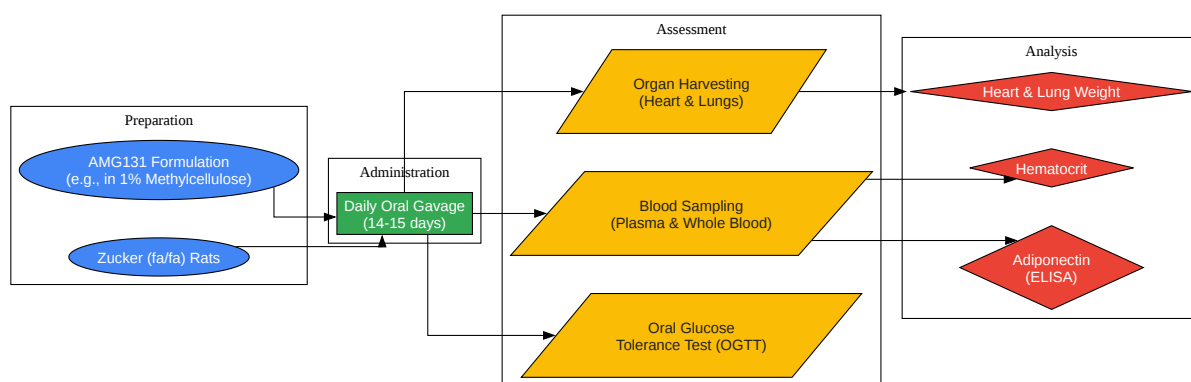 Preparation
AMG131 Formulation
(e.g., in 1% Methylcellulose)
Zucker (fa/fa) Rats
Administration
Daily Oral Gavage
(14-15 days)
Assessment
Organ Harvesting
(Heart & Lungs)
Blood Sampling
(Plasma & Whole Blood)
Oral Glucose
Tolerance Test (OGTT)
Analysis
Heart & Lung Weight
Hematocrit
Adiponectin
(ELISA)